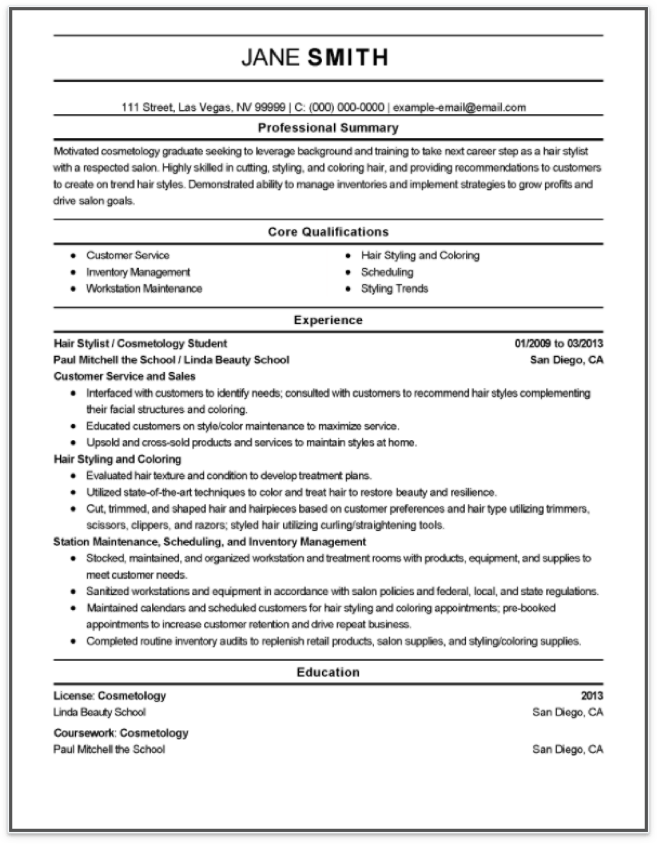 JANE SMITH
111 Street, Las Vegas, NV 99999 | C: (000) 000-0000 | example-email@email.com
Professional Summary
Motivated cosmetology graduate seeking to leverage background and training to take next career step as a hair stylist
with a respected salon. Highly skilled in cutting, styling, and coloring hair, and providing recommendations to customers
to create on trend hair styles. Demonstrated ability to manage inventories and implement strategies to grow profits and
drive salon goals.
Core Qualifications
• Customer Service
• Inventory Management
• Workstation Maintenance
• Hair Styling and Coloring
• Scheduling
• Styling Trends
Experience
Hair Stylist / Cosmetology Student 01/2009 to 03/2013
Paul Mitchell the School / Linda Beauty School San Diego, CA
Customer Service and Sales
• Interfaced with customers to identify needs; consulted with customers to recommend hair styles complementing
their facial structures and coloring.
• Educated customers on style/color maintenance to maximize service.
• Upsold and cross-sold products and services to maintain styles at home.
Hair Styling and Coloring
• Evaluated hair texture and condition to develop treatment plans.
• Utilized state-of-the-art techniques to color and treat hair to restore beauty and resilience.
• Cut, trimmed, and shaped hair and hairpieces based on customer preferences and hair type utilizing trimmers,
scissors, clippers, and razors; styled hair utilizing curling/straightening tools.
Station Maintenance, Scheduling, and Inventory Management
• Stocked, maintained, and organized workstation and treatment rooms with products, equipment, and supplies to
meet customer needs.
• Sanitized workstations and equipment in accordance with salon policies and federal, local, and state regulations.
• Maintained calendars and scheduled customers for hair styling and coloring appointments; pre-booked
appointments to increase customer retention and drive repeat business.
• Completed routine inventory audits to replenish retail products, salon supplies, and styling/coloring supplies.
Education
License: Cosmetology 2013
Linda Beauty School San Diego, CA
Coursework: Cosmetology
Paul Mitchell the School San Diego, CA